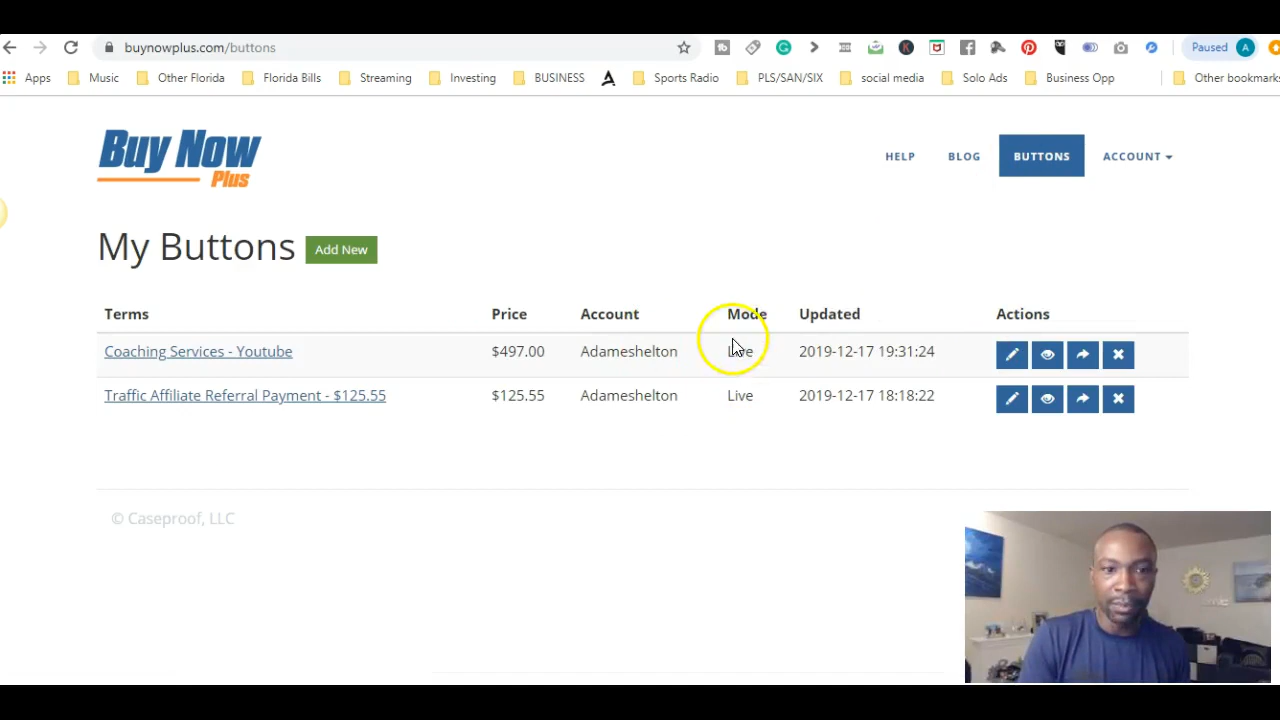 buynowplus.com/buttons
Paused A
Apps Music Other Florida Florida Bills Streaming Investing BUSINESS Sports Radio PLS/SAN/SIX social media Solo Ads Business Opp Other bookmarks
Buy Now
Plus
HELP BLOG BUTTONS ACCOUNT
My Buttons Add New
Terms Price Account Mode Updated Actions
Coaching Services - Youtube $497.00 Adameshelton Live 2019-12-17 19:31:24
Traffic Affiliate Referral Payment - $125.55 $125.55 Adameshelton Live 2019-12-17 18:18:22
© Caseproof, LLC